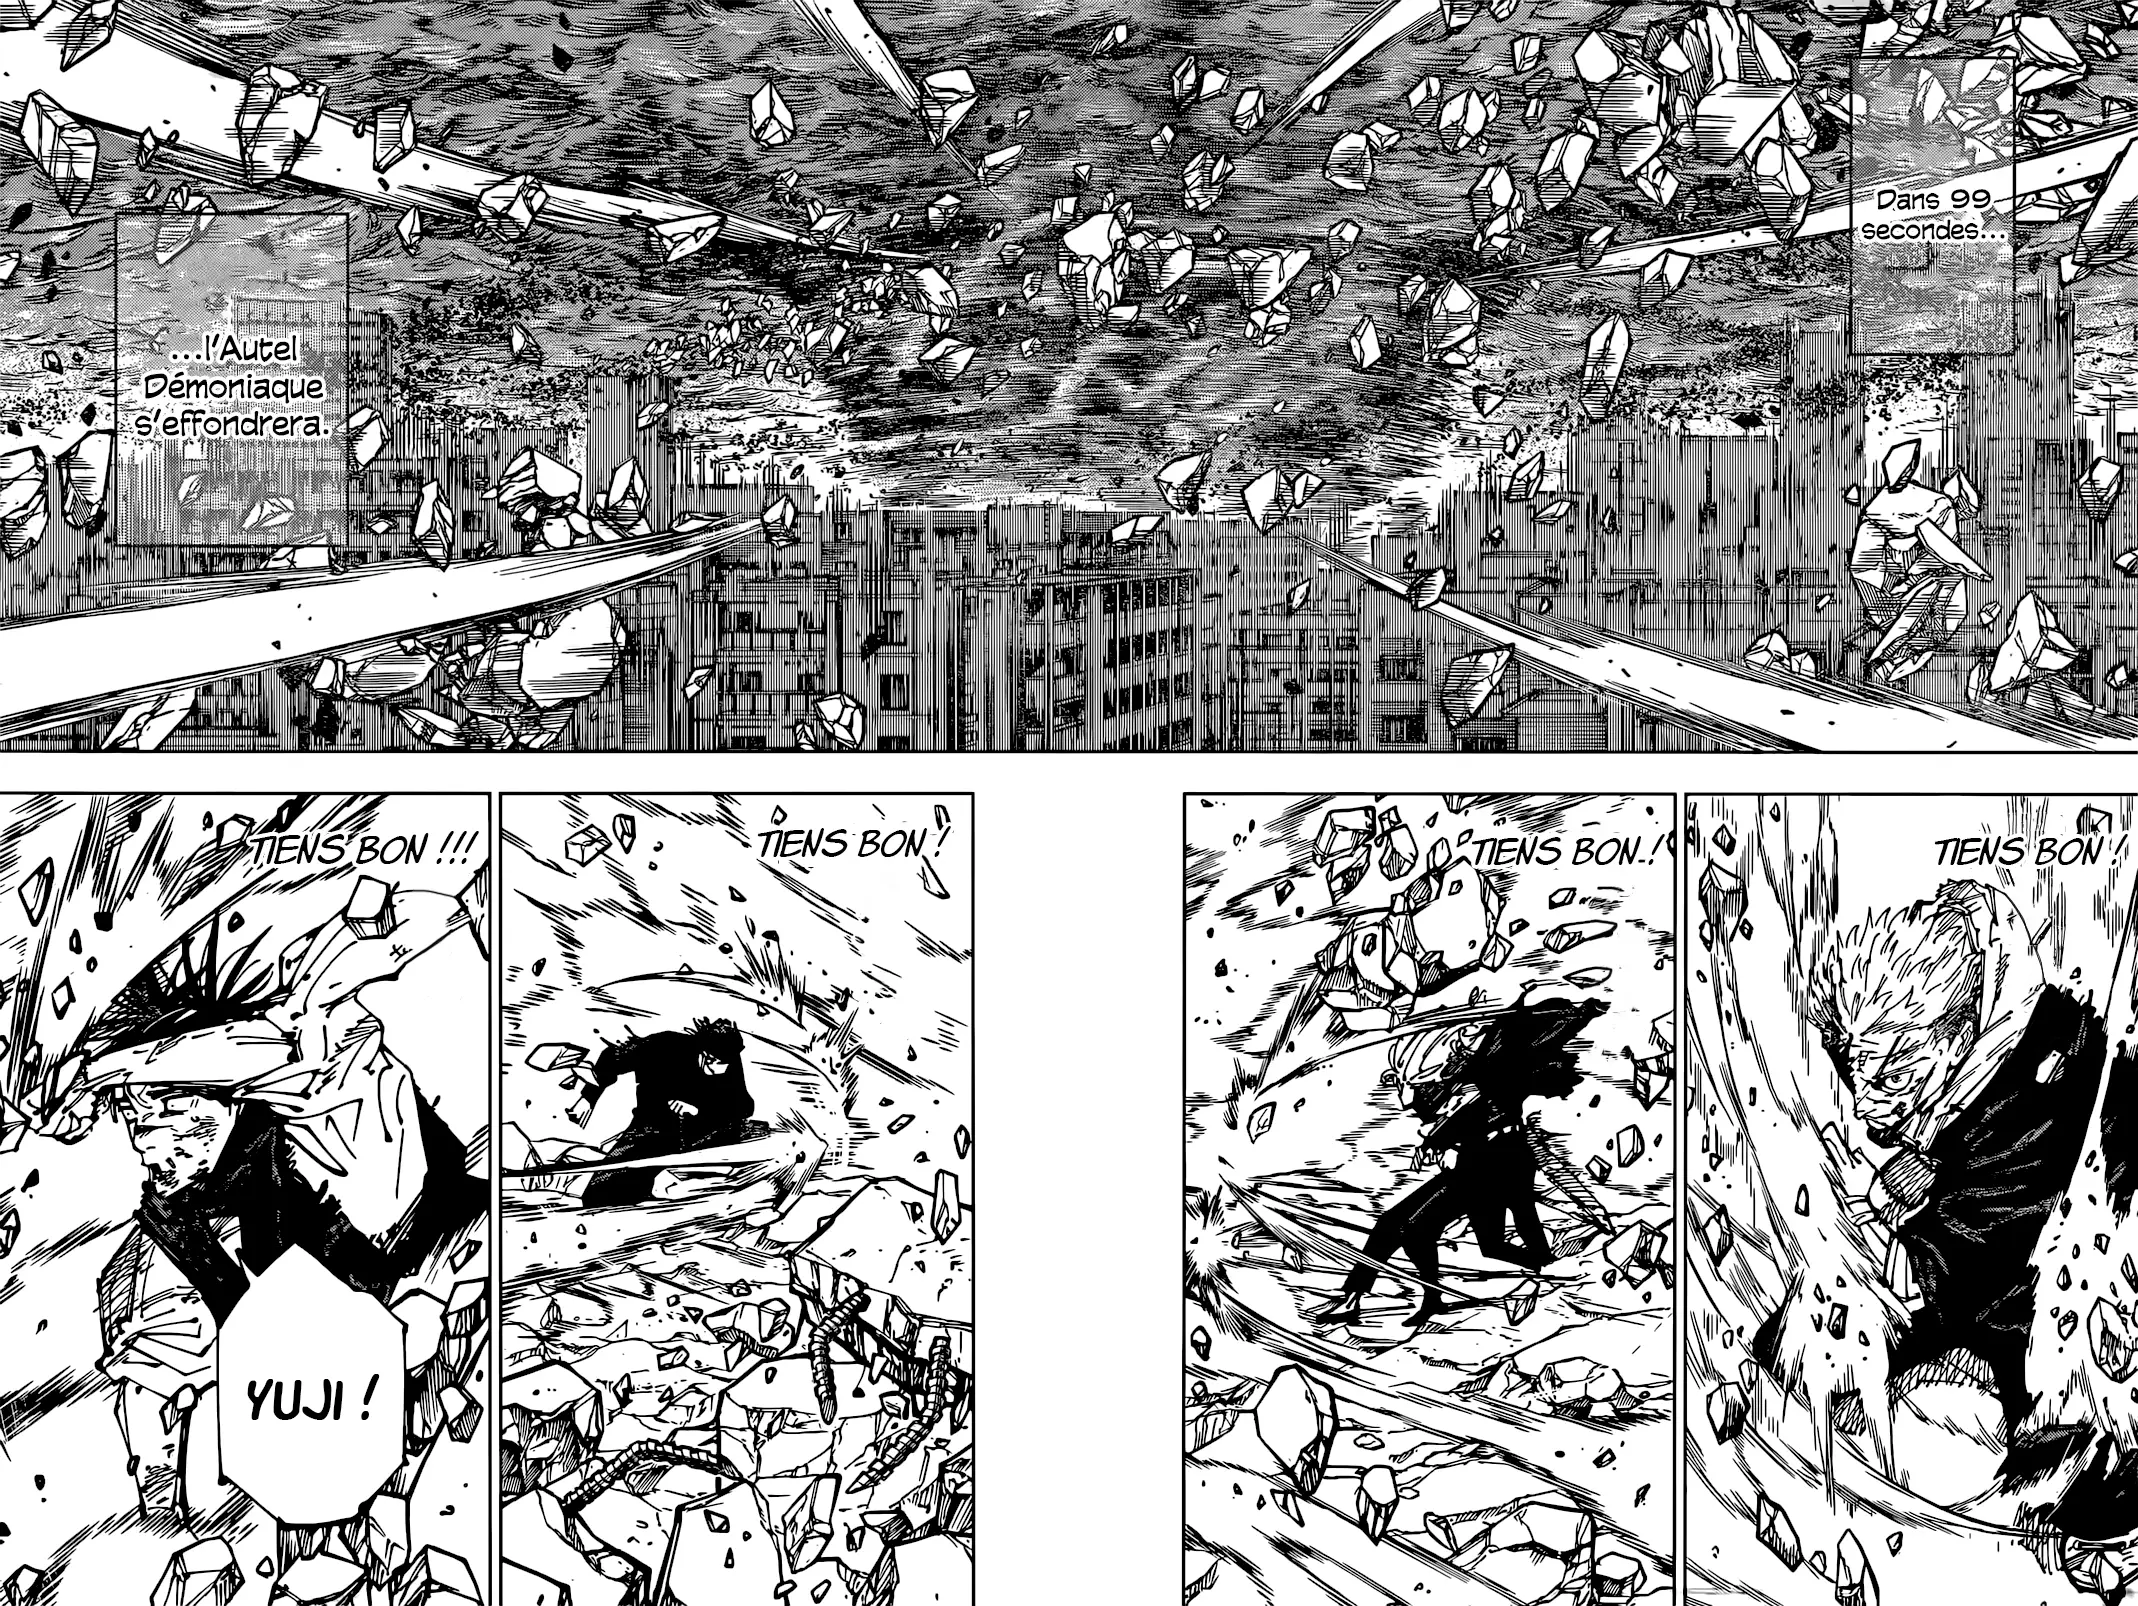 Dans 99
secondes...
...l'Autel
Démoniaque
s'effondrera.
TIENS BON !
TIENS BON !
TIENS BON !
TIENS BON !!!
YUJI !